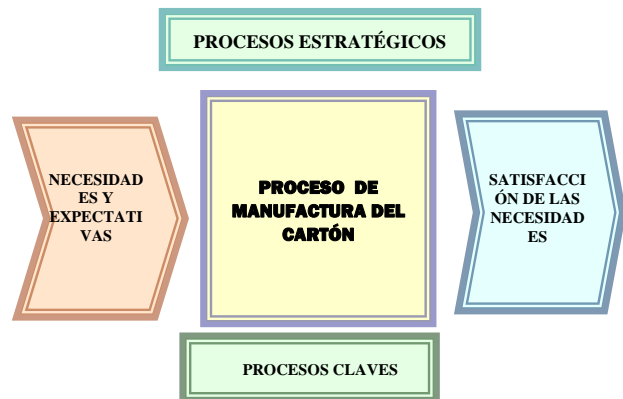 PROCESOS ESTRATÉGICOS
NECESIDAD
ES Y
EXPECTATI
VAS
PROCESO DE
MANUFACTURA DEL
CARTÓN
SATISFACCI
ÓN DE LAS
NECESIDAD
ES
PROCESOS CLAVES